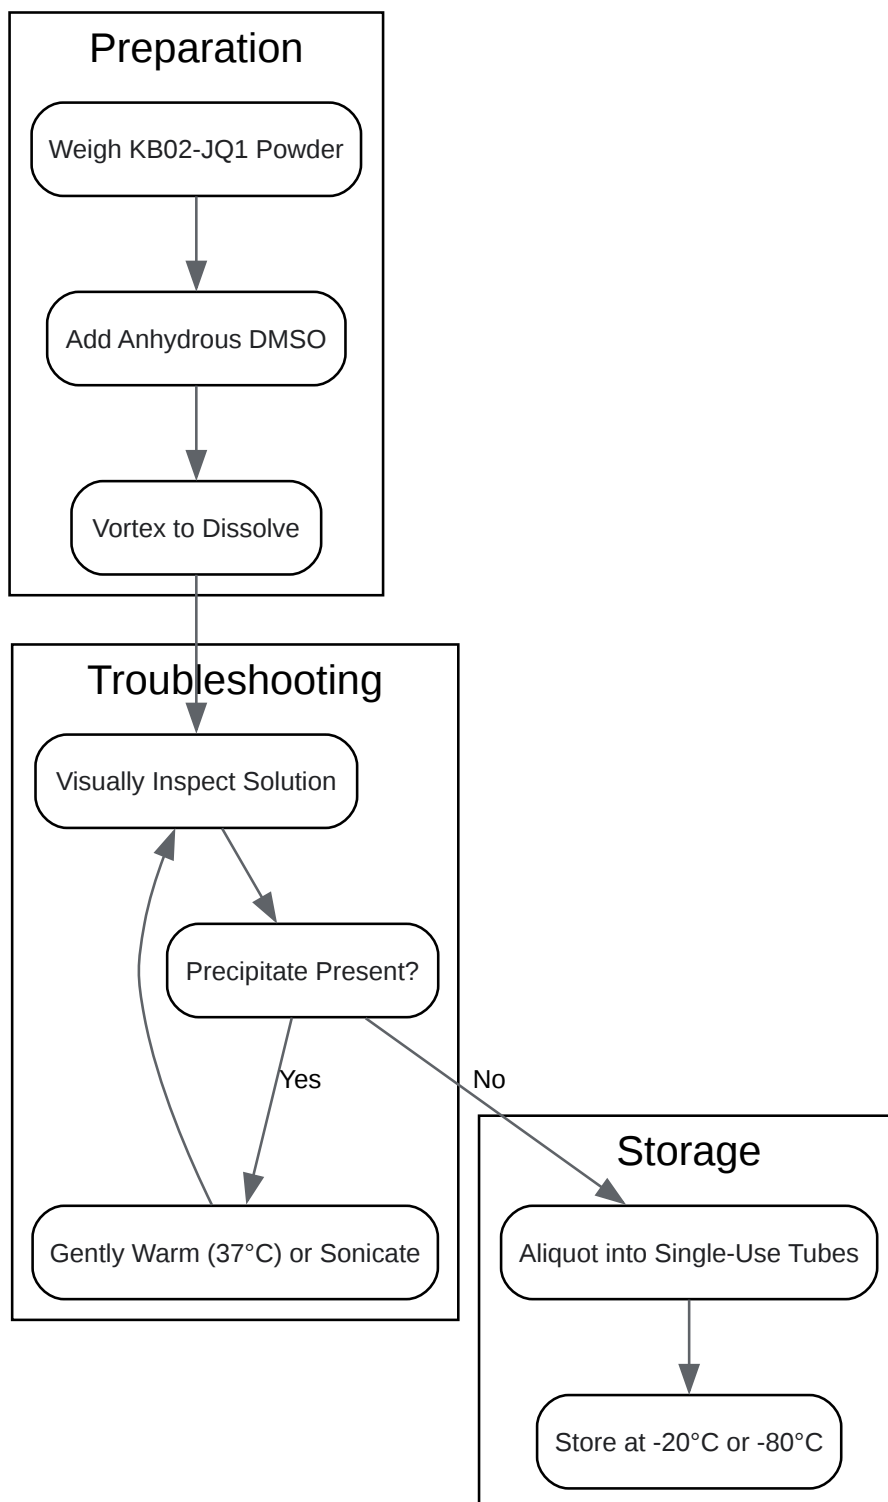 Preparation
Weigh KB02-JQ1 Powder
Add Anhydrous DMSO
Vortex to Dissolve
Troubleshooting
Visually Inspect Solution
Precipitate Present?
Yes
No
Gently Warm (37°C) or Sonicate
Storage
Aliquot into Single-Use Tubes
Store at -20°C or -80°C